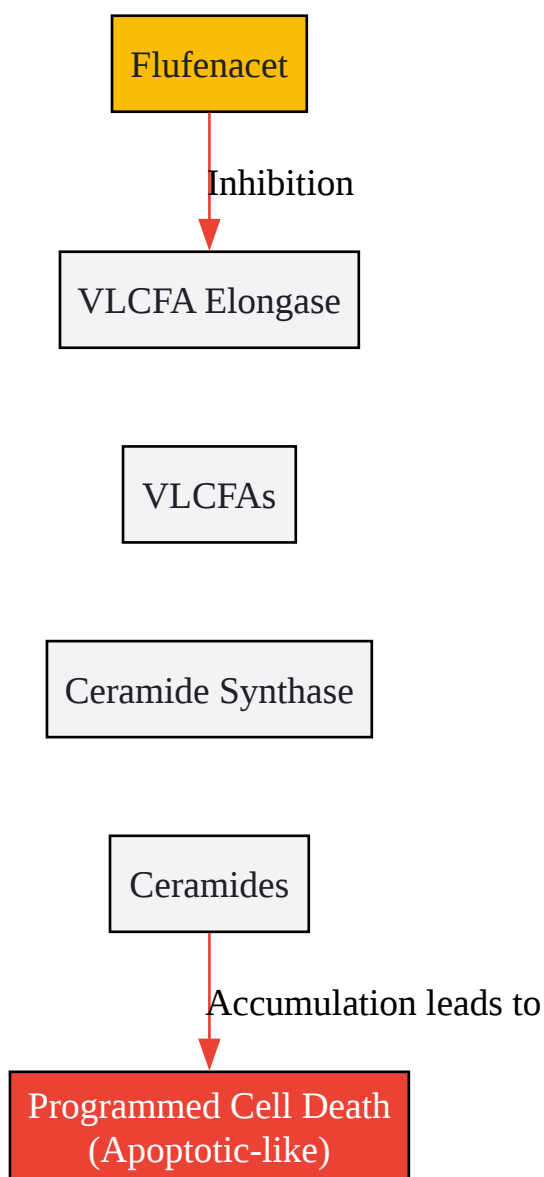 Flufenacet
Inhibition
VLCFA Elongase
VLCFAs
Ceramide Synthase
Ceramides
Accumulation leads to
Programmed Cell Death
(Apoptotic-like)